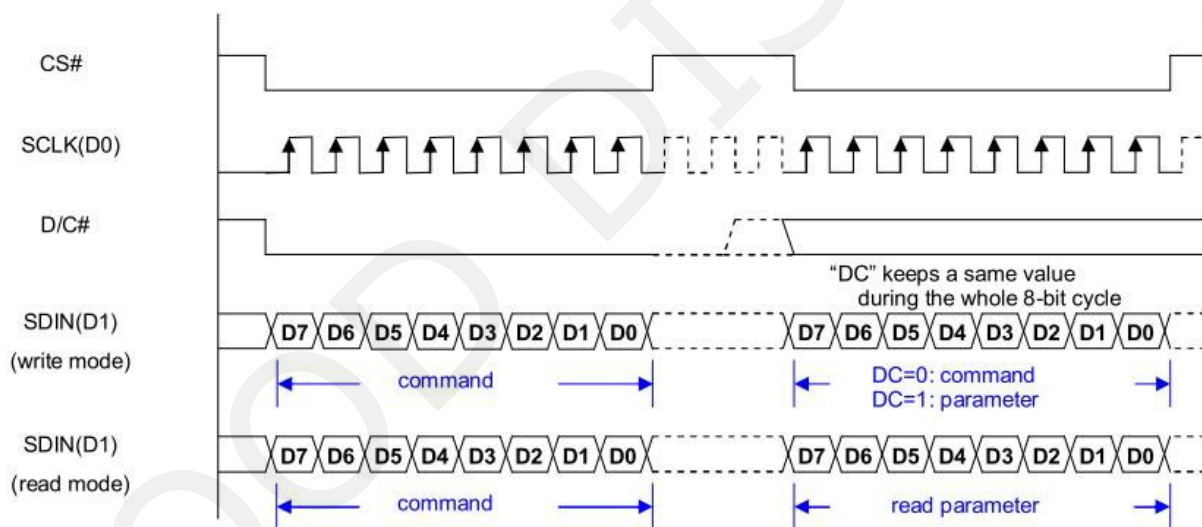 CS#
SCLK(D0)
D/C#
“DC” keeps a same value
during the whole 8-bit cycle
SDIN(D1)
(write mode)
D7 D6 D5 D4 D3 D2 D1 D0
D7 D6 D5 D4 D3 D2 D1 D0
command
DC=0: command
DC=1: parameter
SDIN(D1)
(read mode)
D7 D6 D5 D4 D3 D2 D1 D0
D7 D6 D5 D4 D3 D2 D1 D0
command
read parameter